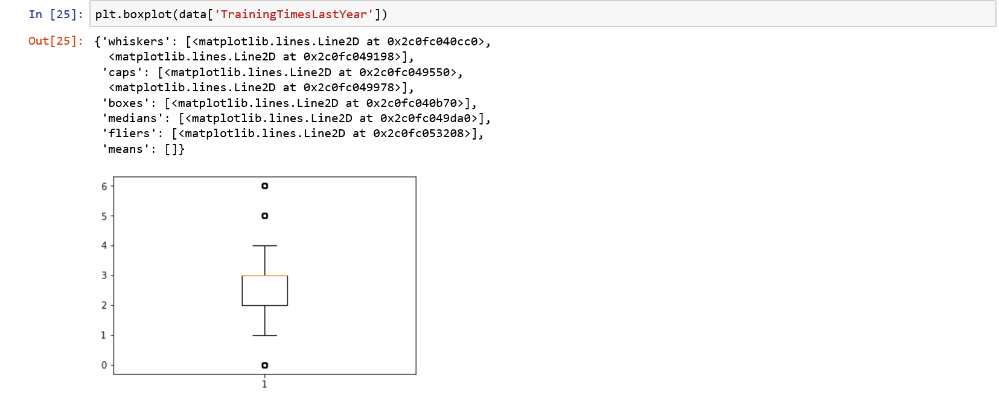 In [25]: plt.boxplot(data['TrainingTimesLastYear'])
Out[25]: {'whiskers': [<matplotlib.lines.Line2D at 0x2c0fc040cc0>,
<matplotlib.lines.Line2D at 0x2c0fc049198>],
'caps': [<matplotlib.lines.Line2D at 0x2c0fc049550>,
<matplotlib.lines.Line2D at 0x2c0fc049978>],
'boxes': [<matplotlib.lines.Line2D at 0x2c0fc040b70>],
'medians': [<matplotlib.lines.Line2D at 0x2c0fc049da0>],
'fliers': [<matplotlib.lines.Line2D at 0x2c0fc053208>],
'means': []}
6
5
4
3
2
1
0
1